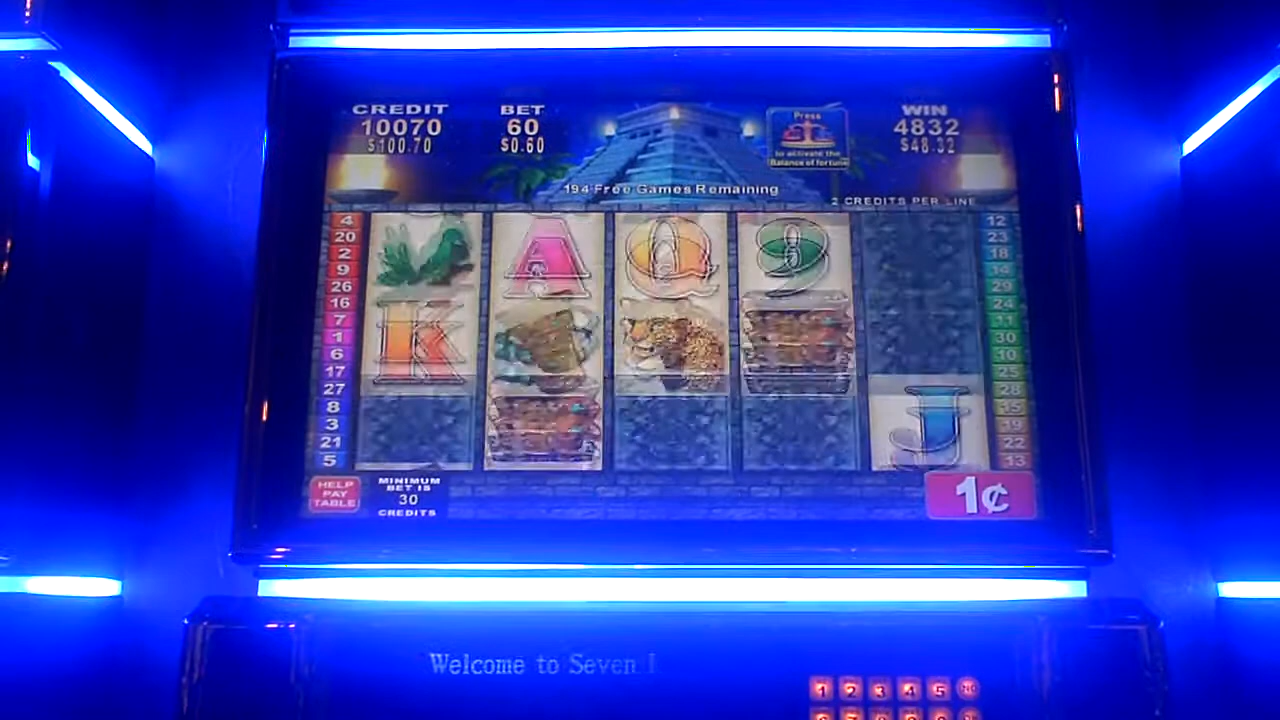 CREDIT
10070
$100.70
BET
60
$0.60
Press
to activate the
Balance of fortune
WIN
4832
$48.32
194 Free Games Remaining
2 CREDITS PER LINE
4
20
2
9
26
16
7
1
6
17
27
8
3
21
5
A Q 9
K
J
12
23
18
14
29
24
11
30
10
25
28
15
19
22
13
HELP
PAY
TABLE
MINIMUM
BET IS
30
CREDITS
1¢
Welcome to Seven
1 2 3 4 5